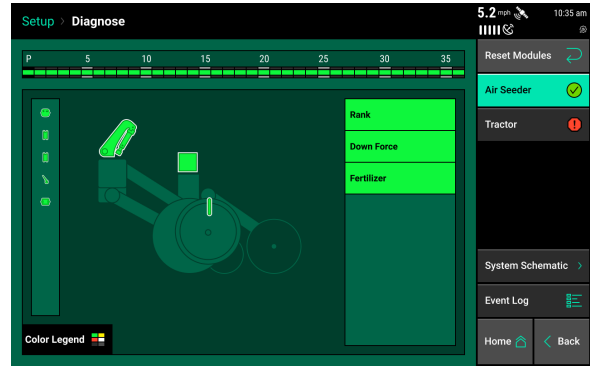 Setup > Diagnose
5.2 mph
10:35 am
P 5 10 15 20 25 30 35
Reset Modules
Air Seeder
Tractor
Rank
Down Force
Fertilizer
System Schematic >
Event Log
Color Legend
Home
< Back